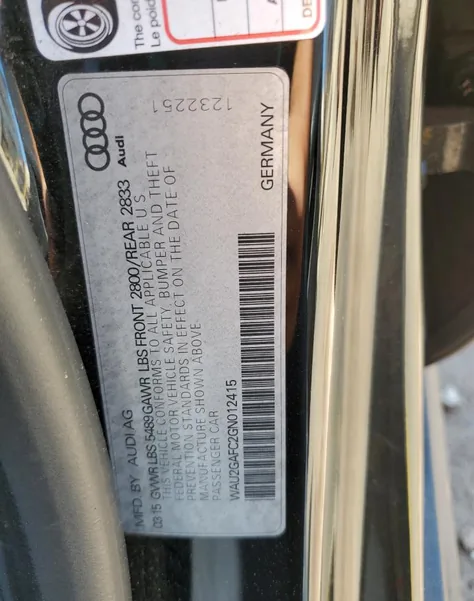 The con
Le poid
DE
Audi
1232251
MFD BY AUDI AG
03.15 GVWR LBS 5489 GAWR LBS FRONT 2800/REAR 2833
THIS VEHICLE CONFORMS TO ALL APPLICABLE U S
FEDERAL MOTOR VEHICLE SAFETY, BUMPER AND THEFT
PREVENTION STANDARDS IN EFFECT ON THE DATE OF
MANUFACTURE SHOWN ABOVE
PASSENGER CAR
WAU2GAFC2GN012415
GERMANY